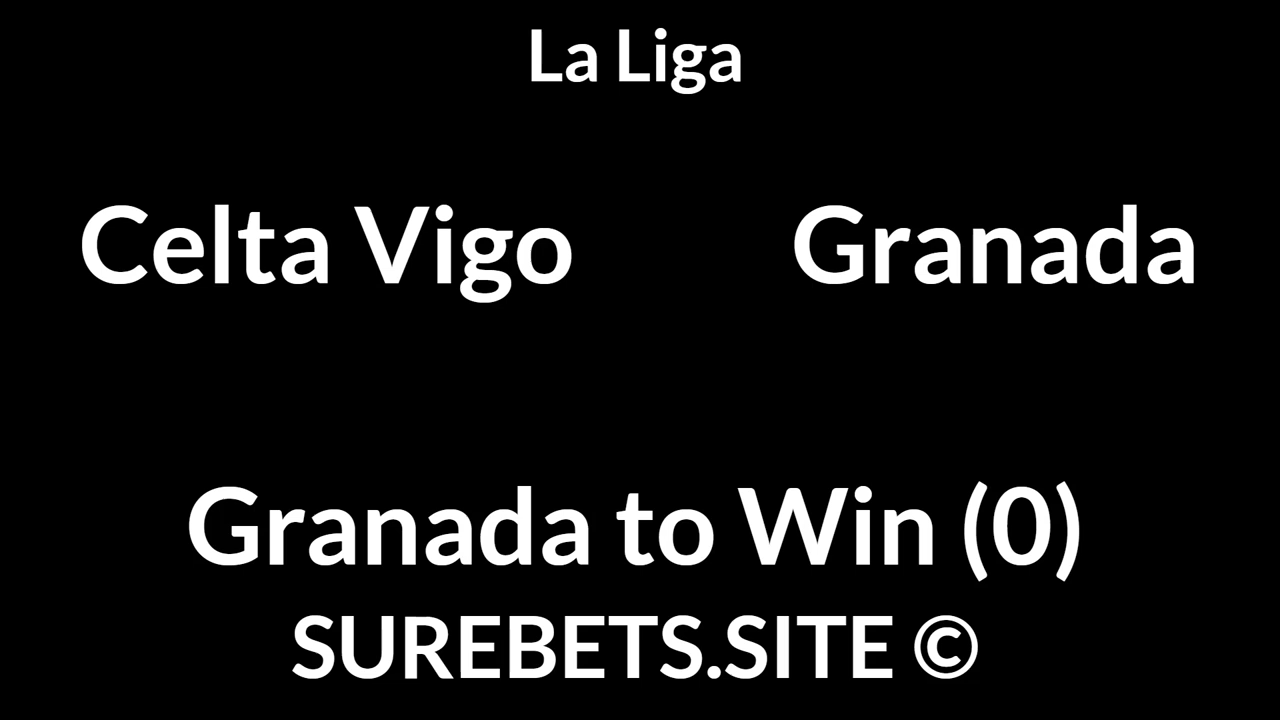 La Liga
Celta Vigo Granada
Granada to Win (0)
SUREBETS.SITE ©